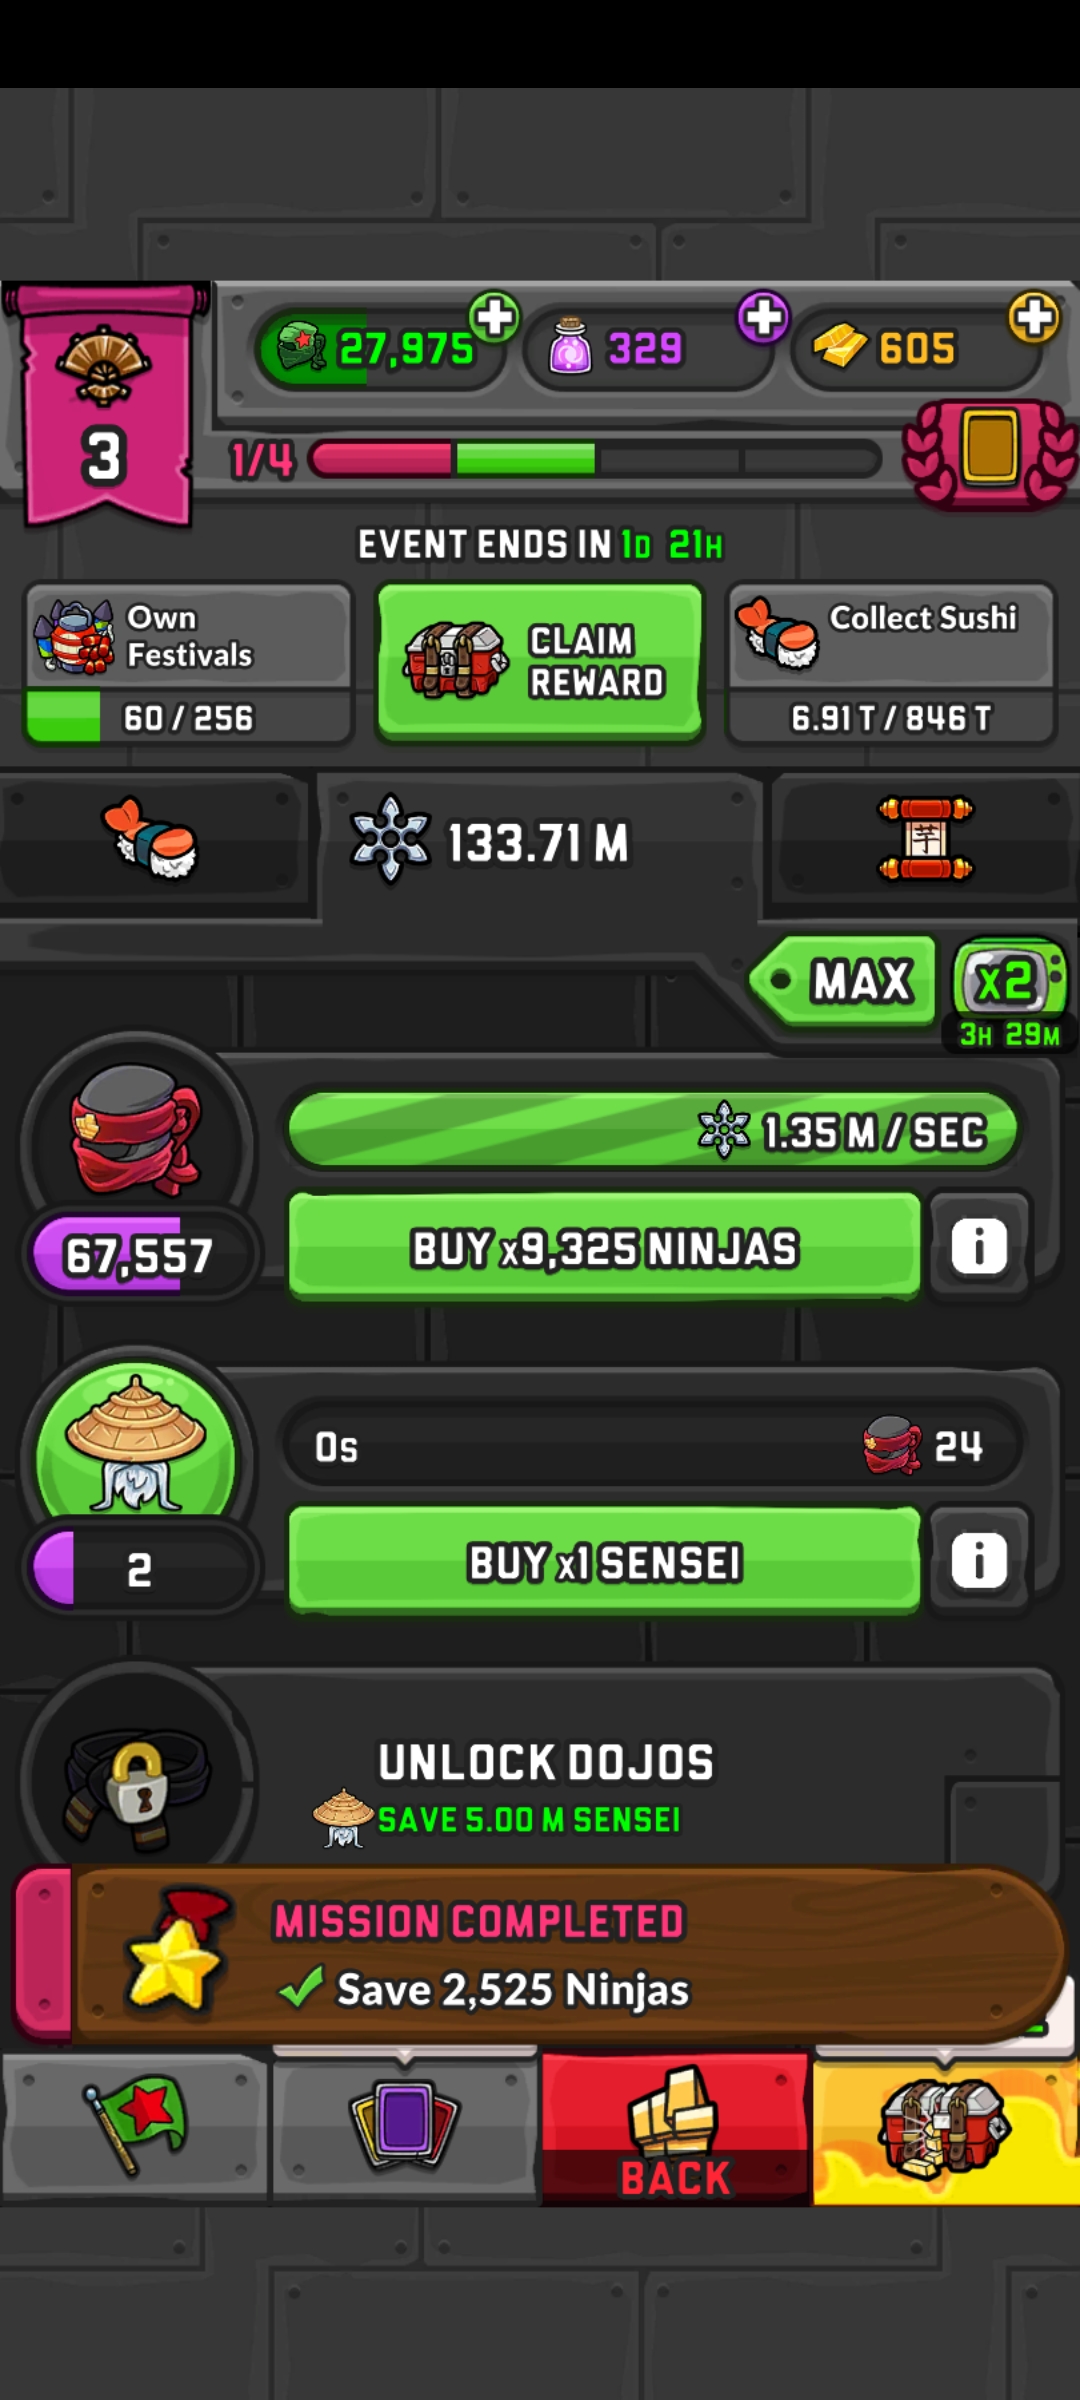 27,975
329
605
3
1/4
EVENT ENDS IN 1D 21H
Own
Festivals
60 / 256
CLAIM
REWARD
Collect Sushi
6.91 T / 846 T
133.71 M
芋
MAX
x2
3H 29M
1.35 M / SEC
67,557
BUY x9,325 NINJAS
i
0s
24
2
BUY x1 SENSEI
i
UNLOCK DOJOS
SAVE 5.00 M SENSEI
MISSION COMPLETED
Save 2,525 Ninjas
BACK